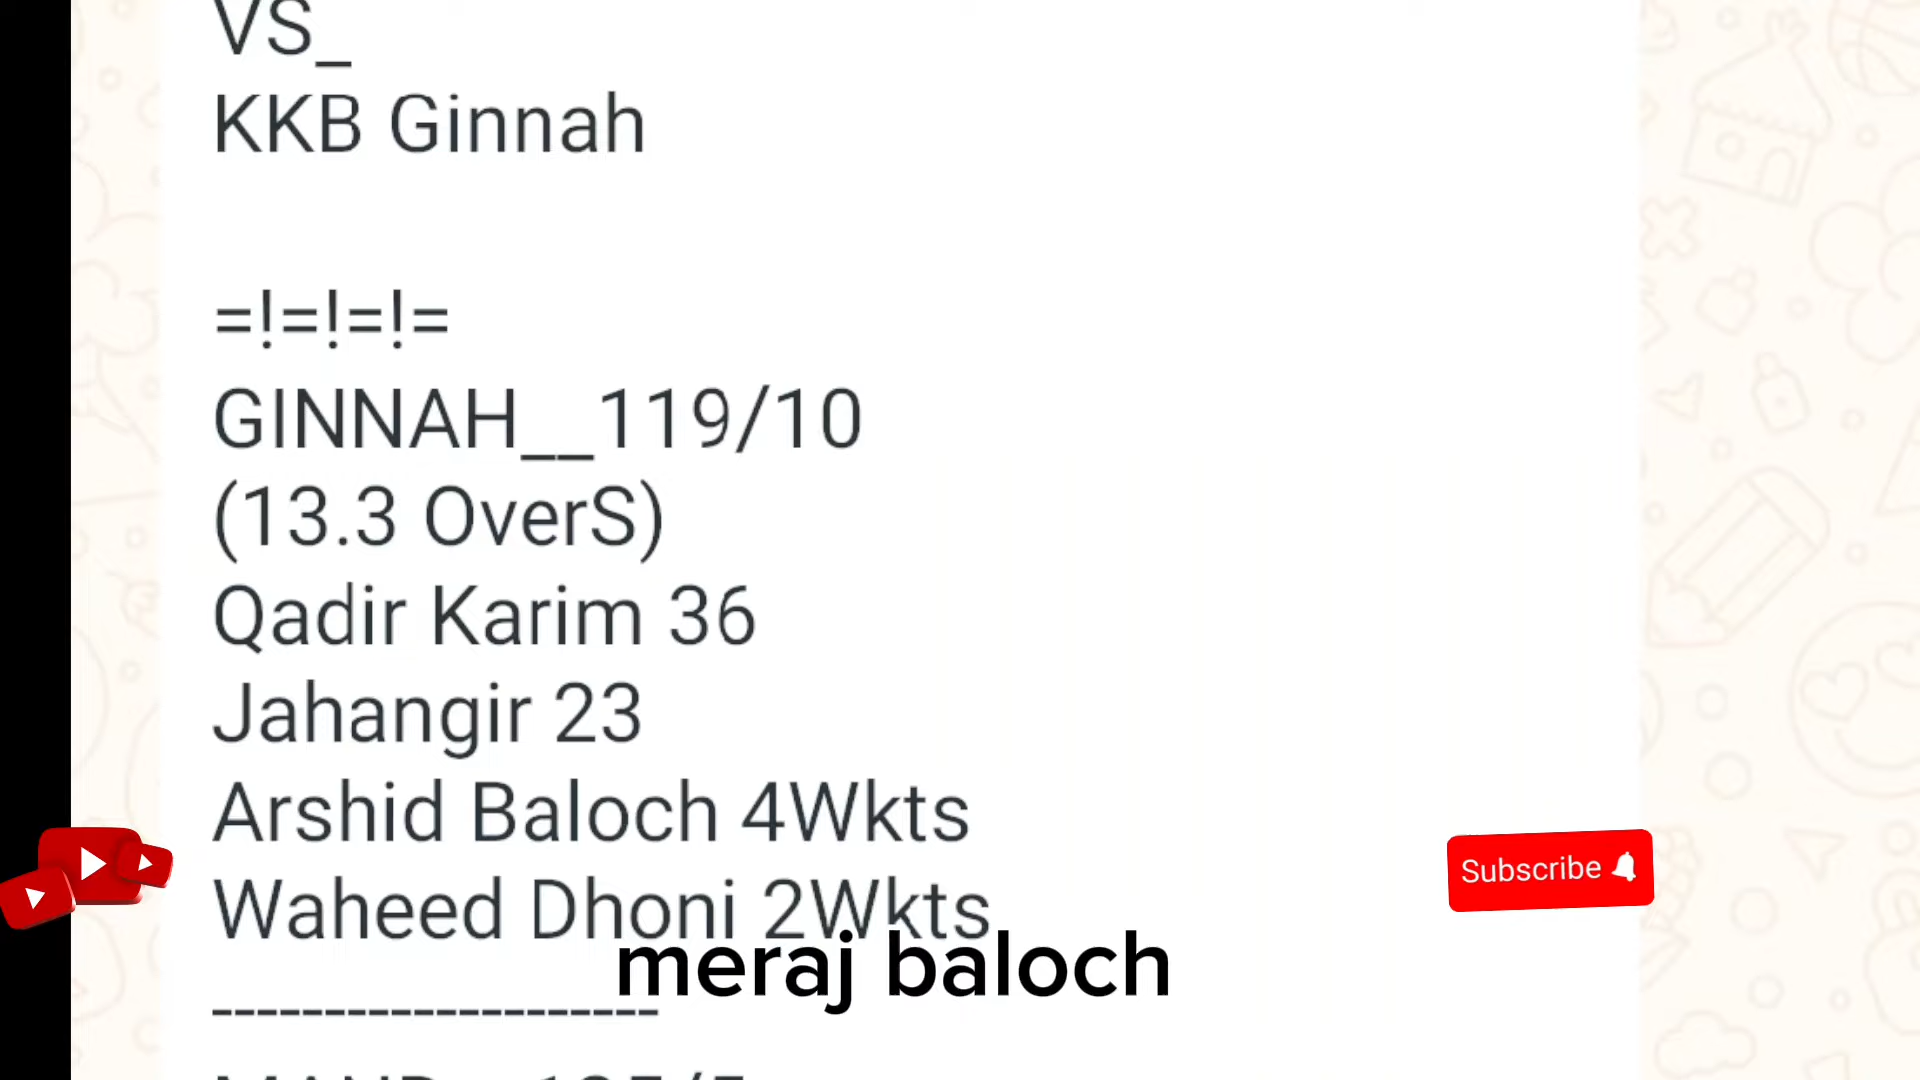 VS_
KKB Ginnah
=!=!=!=
GINNAH__119/10
(13.3 OverS)
Qadir Karim 36
Jahangir 23
Arshid Baloch 4Wkts
Waheed Dhoni 2Wkts
Subscribe
meraj baloch
--------------------